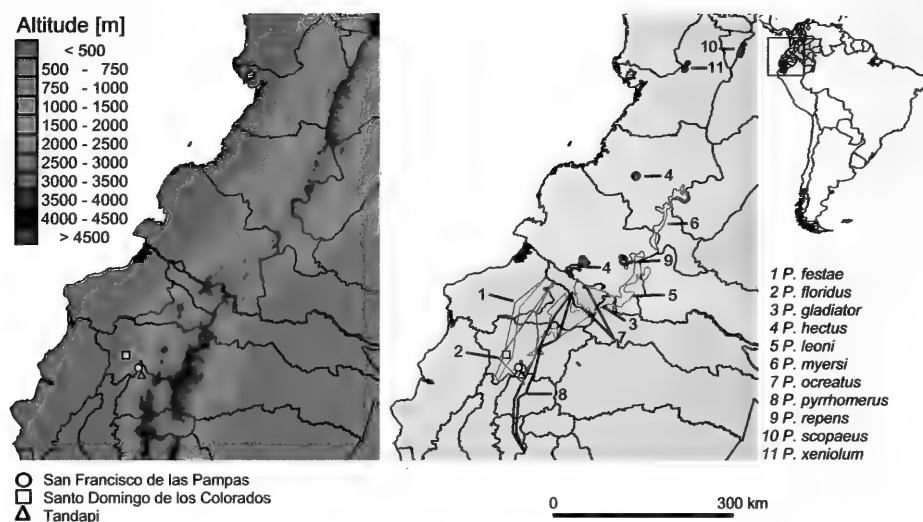 Altitude [m]
< 500
500 - 750
750 - 1000
1000 - 1500
1500 - 2000
2000 - 2500
2500 - 3000
3000 - 3500
3500 - 4000
4000 - 4500
> 4500
San Francisco de las Pampas
Santo Domingo de los Colorados
Tandapi
10
11
4
6
9
4
5
1
3
7
2
8
1 P. festae
2 P. floridus
3 P. gladiator
4 P. hectus
5 P. leoni
6 P. myersi
7 P. ocreatus
8 P. pyrrhomerus
9 P. repens
10 P. scopaeus
11 P. xeniolum
0 300 km